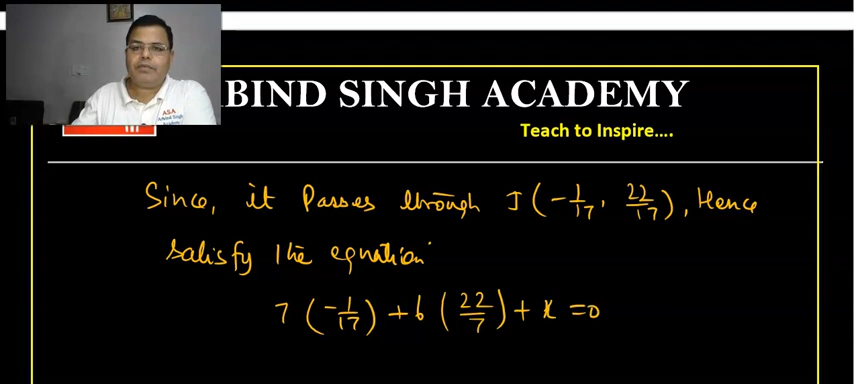 ASA
BIND SINGH ACADEMY
Teach to Inspire....
Since, it Passes through J (-1/17, 22/17), Hence
satisfy the equation
7 (-1/17) + 6 (22/7) + k = 0